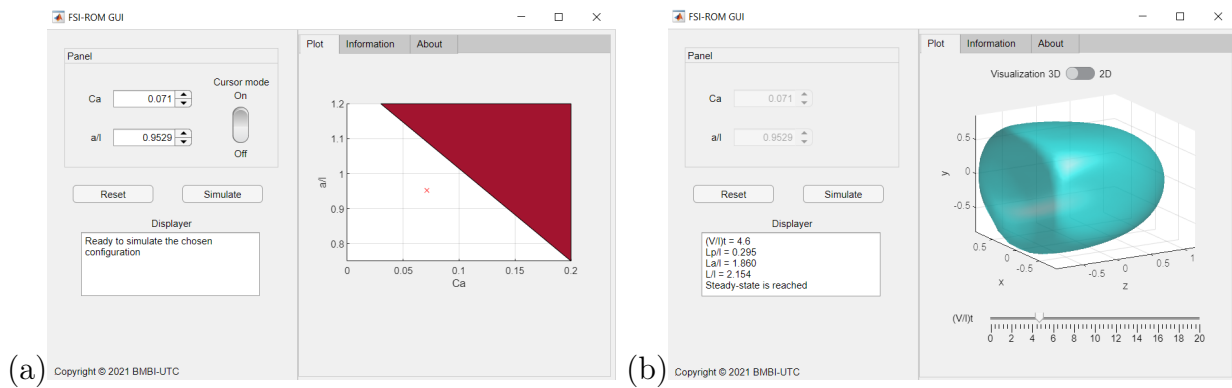 FSI-ROM GUI
Panel
Ca 0.071
a/l 0.9529
Cursor mode
On
Off
Reset Simulate
Displayer
Ready to simulate the chosen
configuration
Copyright © 2021 BMBI-UTC
Plot Information About
1.2
1.1
1
0.9
0.8
a/l
0 0.05 0.1 0.15 0.2
Ca
(a)
FSI-ROM GUI
Panel
Ca 0.071
a/l 0.9529
Reset Simulate
Displayer
(V/l)t = 4.6
Lp/l = 0.295
La/l = 1.860
L/l = 2.154
Steady-state is reached
Copyright © 2021 BMBI-UTC
Plot Information About
Visualization 3D 2D
0.5
0
-0.5
y
0.5 0 -0.5
x
-0.5 0 0.5 1
z
(V/l)t
0 2 4 6 8 10 12 14 16 18 20
(b)